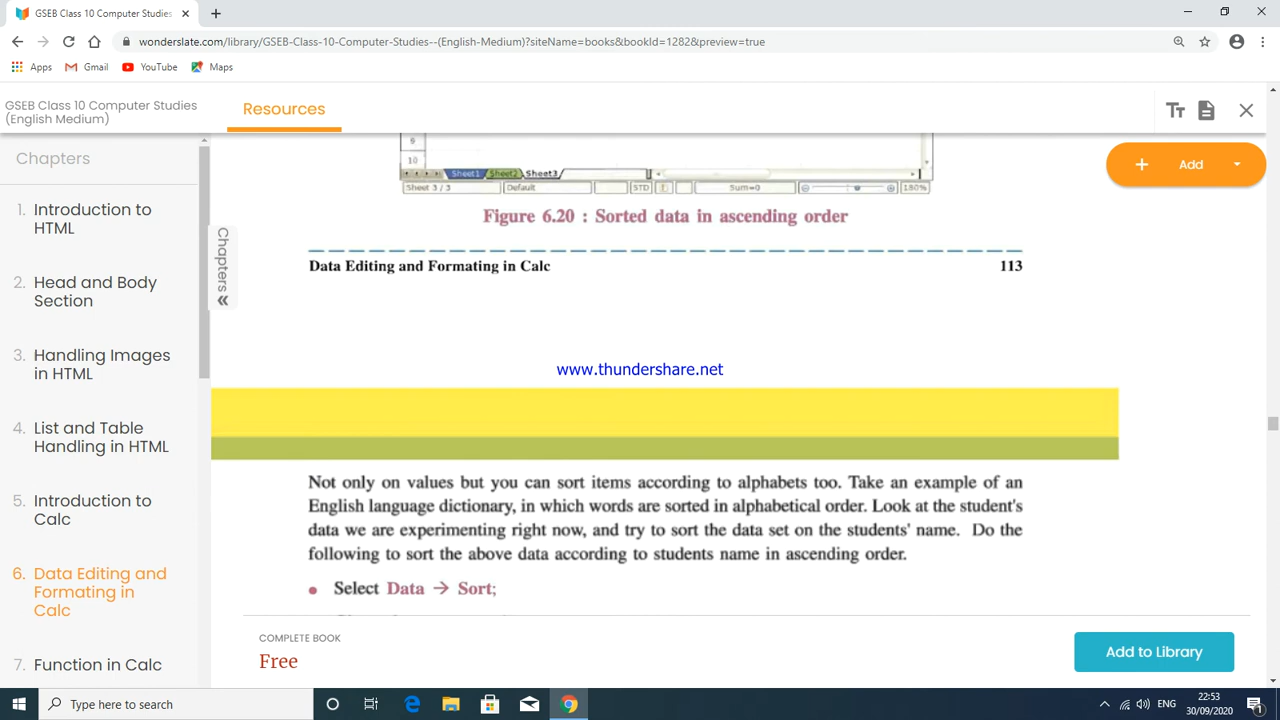 GSEB Class 10 Computer Studies
wonderslate.com/library/GSEB-Class-10-Computer-Studies--(English-Medium)?siteName=books&bookId=1282&preview=true
Apps Gmail YouTube Maps
GSEB Class 10 Computer Studies
(English Medium)
Resources
Chapters
1. Introduction to
HTML
2. Head and Body
Section
3. Handling Images
in HTML
4. List and Table
Handling in HTML
5. Introduction to
Calc
6. Data Editing and
Formating in
Calc
7. Function in Calc
Chapters
Add
9
10
Sheet1 Sheet2 Sheet3
Sheet 3 / 3 Default STD Sum=0 180%
Figure 6.20 : Sorted data in ascending order
Data Editing and Formating in Calc 113
www.thundershare.net
Not only on values but you can sort items according to alphabets too. Take an example of an
English language dictionary, in which words are sorted in alphabetical order. Look at the student's
data we are experimenting right now, and try to sort the data set on the students' name. Do the
following to sort the above data according to students name in ascending order.
• Select Data → Sort;
COMPLETE BOOK
Free
Add to Library
Type here to search
ENG
22:53
30/09/2020
1